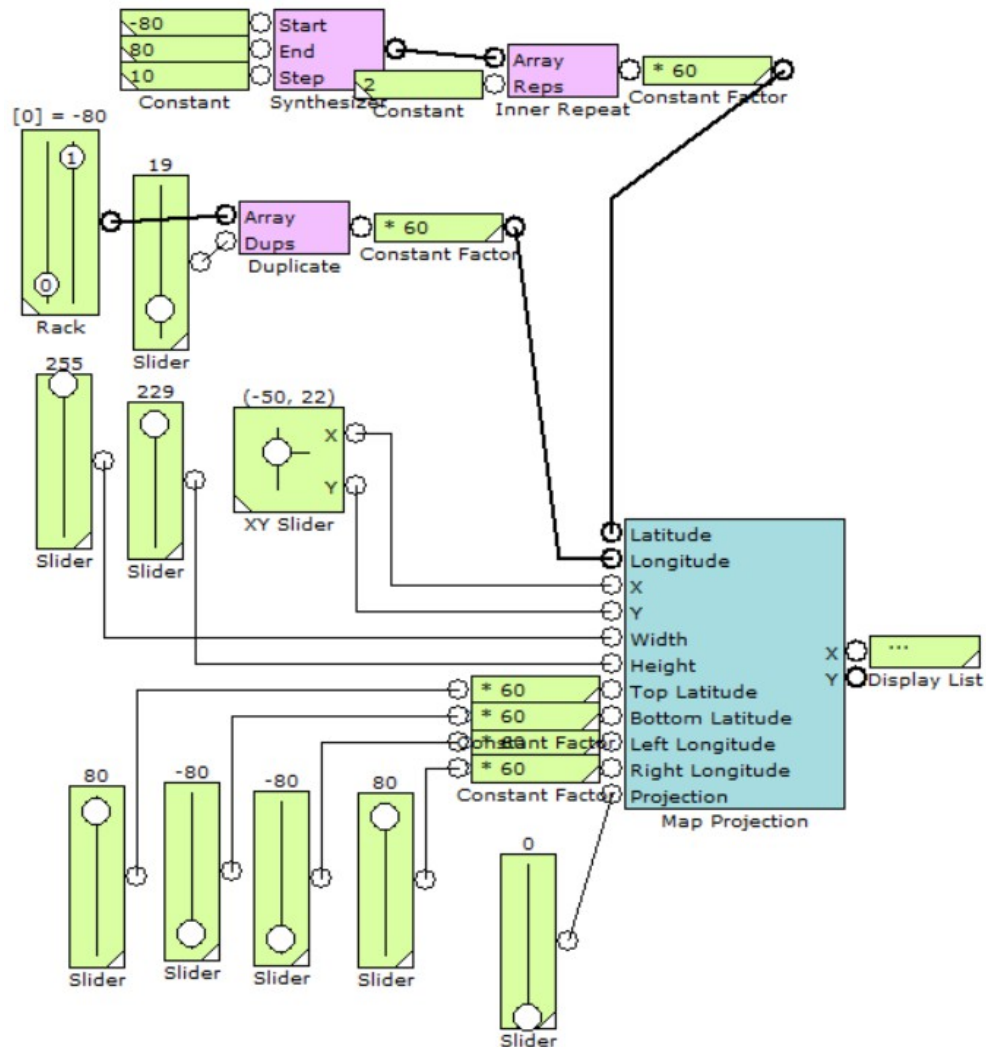 -80 Start
80 End
10 Step
Constant Synthesizer
2
Constant
Array
Reps
Inner Repeat
* 60
Constant Factor
[0] = -80
1
0
Rack
19
Slider
Array
Dups
Duplicate
* 60
Constant Factor
255
Slider
229
Slider
(-50, 22)
X
Y
XY Slider
Latitude
Longitude
X
Y
Width
Height
Top Latitude
Bottom Latitude
Left Longitude
Right Longitude
Projection
Map Projection
X
Y
...
Display List
* 60
* 60
Constant Factor
* 60
* 60
Constant Factor
80
Slider
-80
Slider
-80
Slider
80
Slider
0
Slider